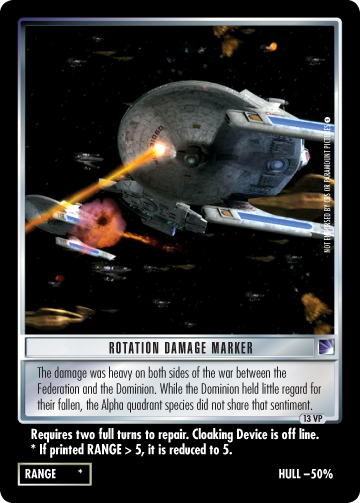 NOT ENDORSED BY CBS OR PARAMOUNT PICTURES
ROTATION DAMAGE MARKER
The damage was heavy on both sides of the war between the
Federation and the Dominion. While the Dominion held little regard for
their fallen, the Alpha quadrant species did not share that sentiment.
13 VP
Requires two full turns to repair. Cloaking Device is off line.
* If printed RANGE > 5, it is reduced to 5.
RANGE *
HULL –50%